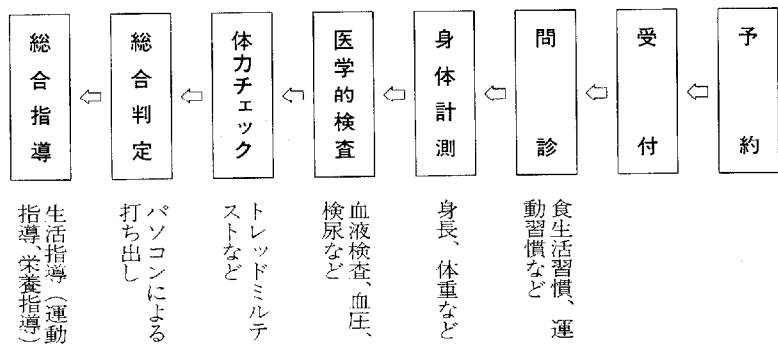 予約
受付
問診
食生活習慣、運
動習慣など
身体計測
身長、体重など
医学的検査
血液検査、血圧、
検尿など
体力チェック
トレッドミルテ
ストなど
総合判定
パソコンによる
打ち出し
総合指導
生活指導（運動
指導、栄養指導）